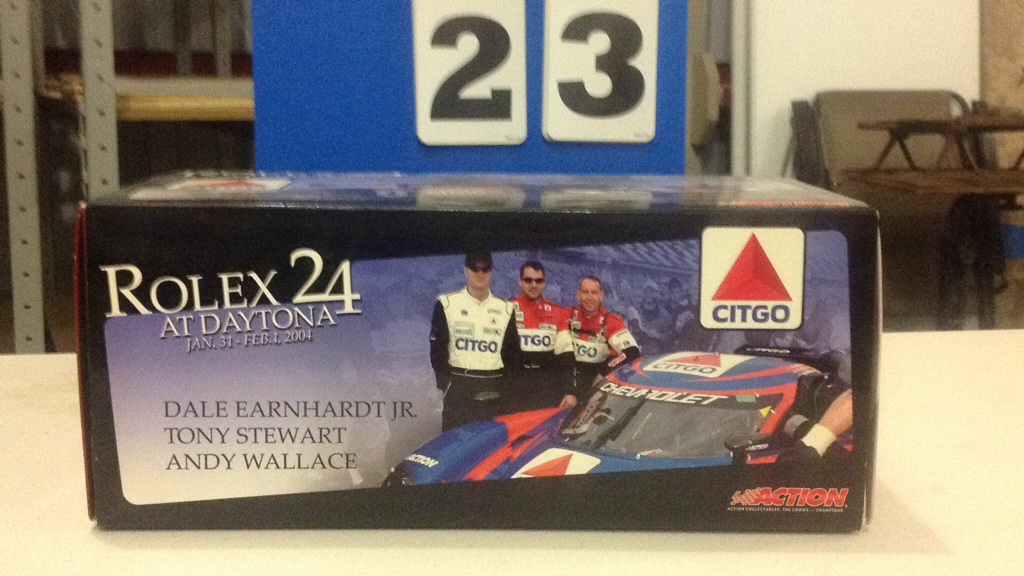 23
ROLEX 24
AT DAYTONA
JAN. 31 - FEB. 1, 2004
DALE EARNHARDT JR.
TONY STEWART
ANDY WALLACE
CITGO
CITGO
CITGO
CITGO
CITGO
CHEVROLET
ACTION
ACTION